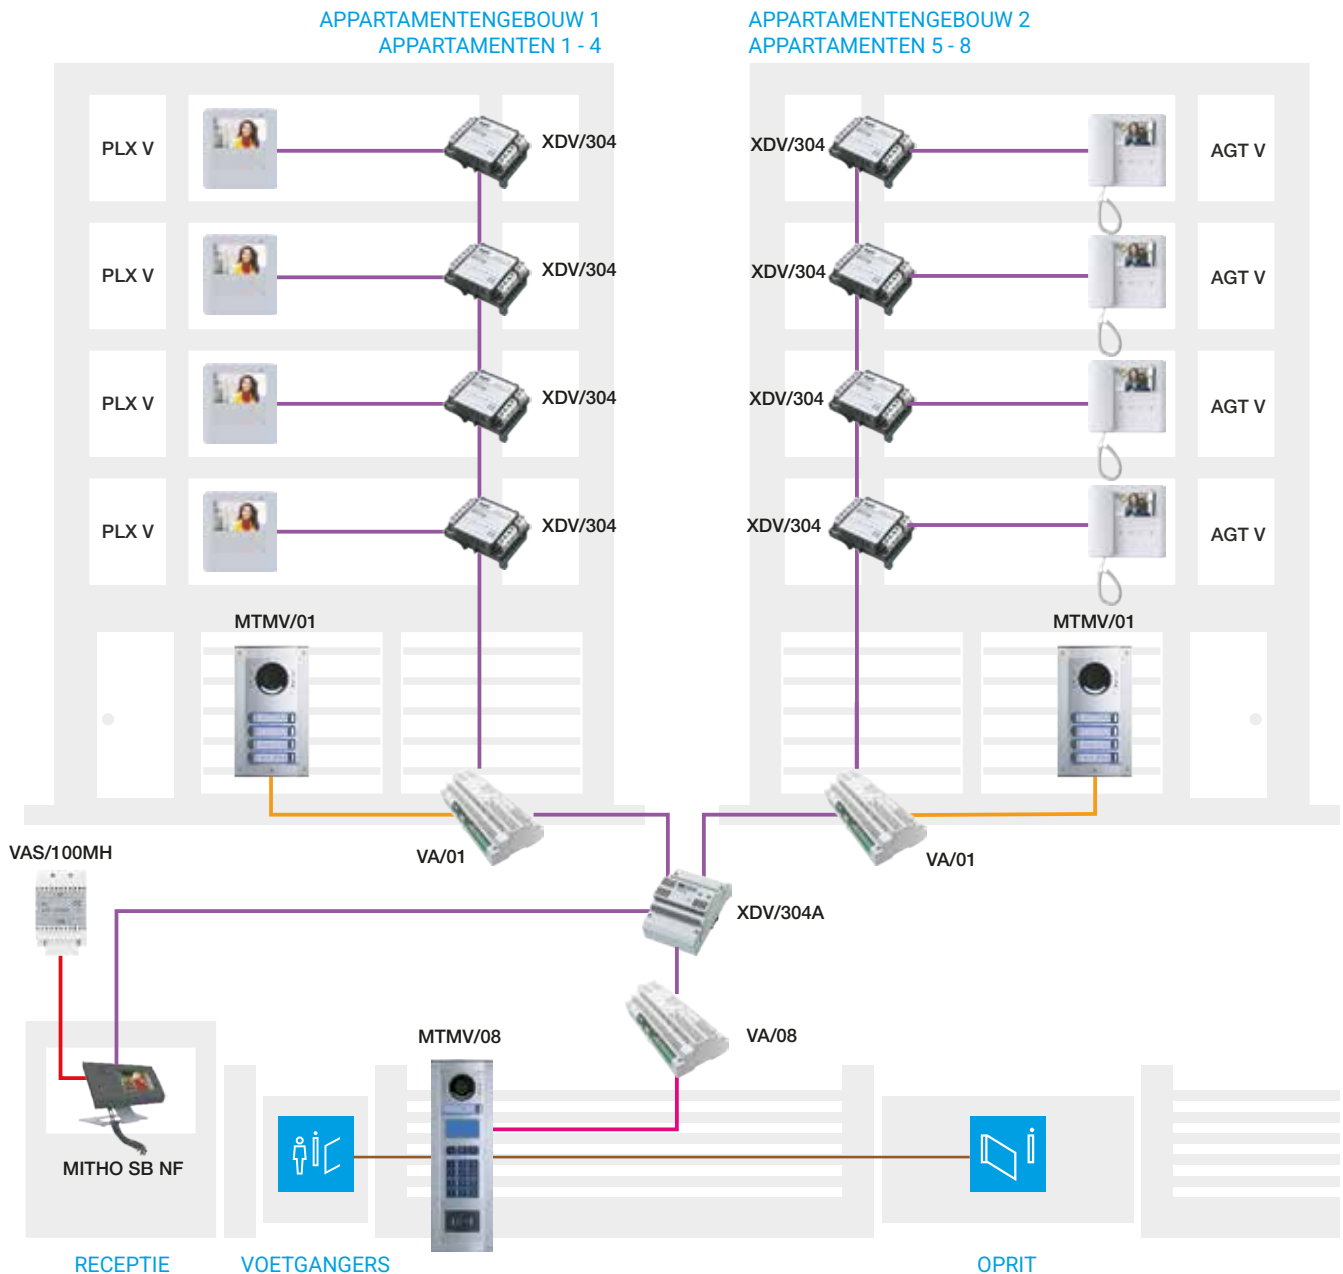 APPARTAMENTENGEBOUW 1
APPARTAMENTEN 1 - 4
APPARTAMENTENGEBOUW 2
APPARTAMENTEN 5 - 8
PLX V
XDV/304
XDV/304
AGT V
PLX V
XDV/304
XDV/304
AGT V
PLX V
XDV/304
XDV/304
AGT V
PLX V
XDV/304
XDV/304
AGT V
MTMV/01
MTMV/01
VAS/100MH
VA/01
VA/01
XDV/304A
MTMV/08
VA/08
MITHO SB NF
RECEPTIE
VOETGANGERS
OPRIT